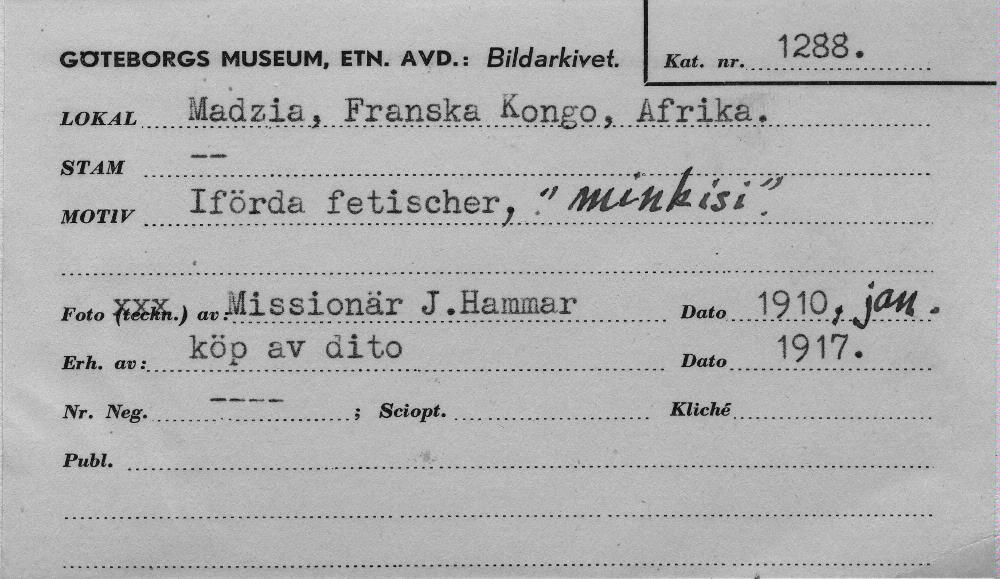 GÖTEBORGS MUSEUM, ETN. AVD.: Bildarkivet. Kat. nr. 1288.
LOKAL Madzia, Franska Kongo, Afrika.
STAM --
MOTIV Iförda fetischer, "minkisi".
Foto (teckn.) av: Missionär J.Hammar Dato 1910, jan.
Erh. av: köp av dito Dato 1917.
Nr. Neg. ---- ; Sciopt. Kliché
Publ.